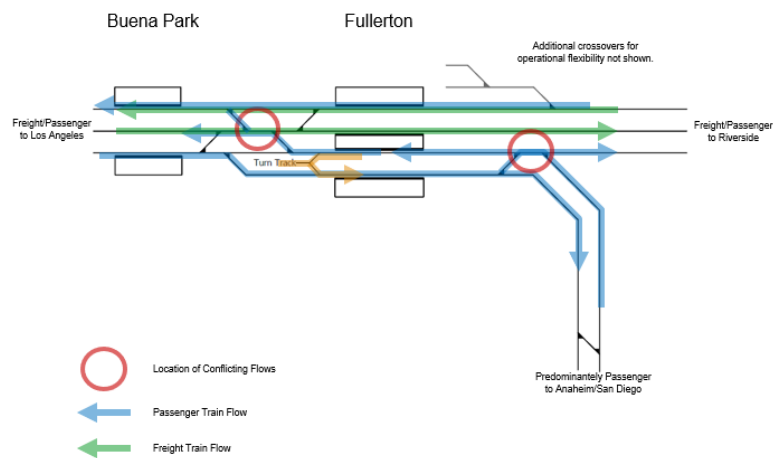 Buena Park
Fullerton
Additional crossovers for
operational flexibility not shown.
Freight/Passenger
to Los Angeles
Freight/Passenger
to Riverside
Turn Track
Predominantely Passenger
to Anaheim/San Diego
Location of Conflicting Flows
Passenger Train Flow
Freight Train Flow